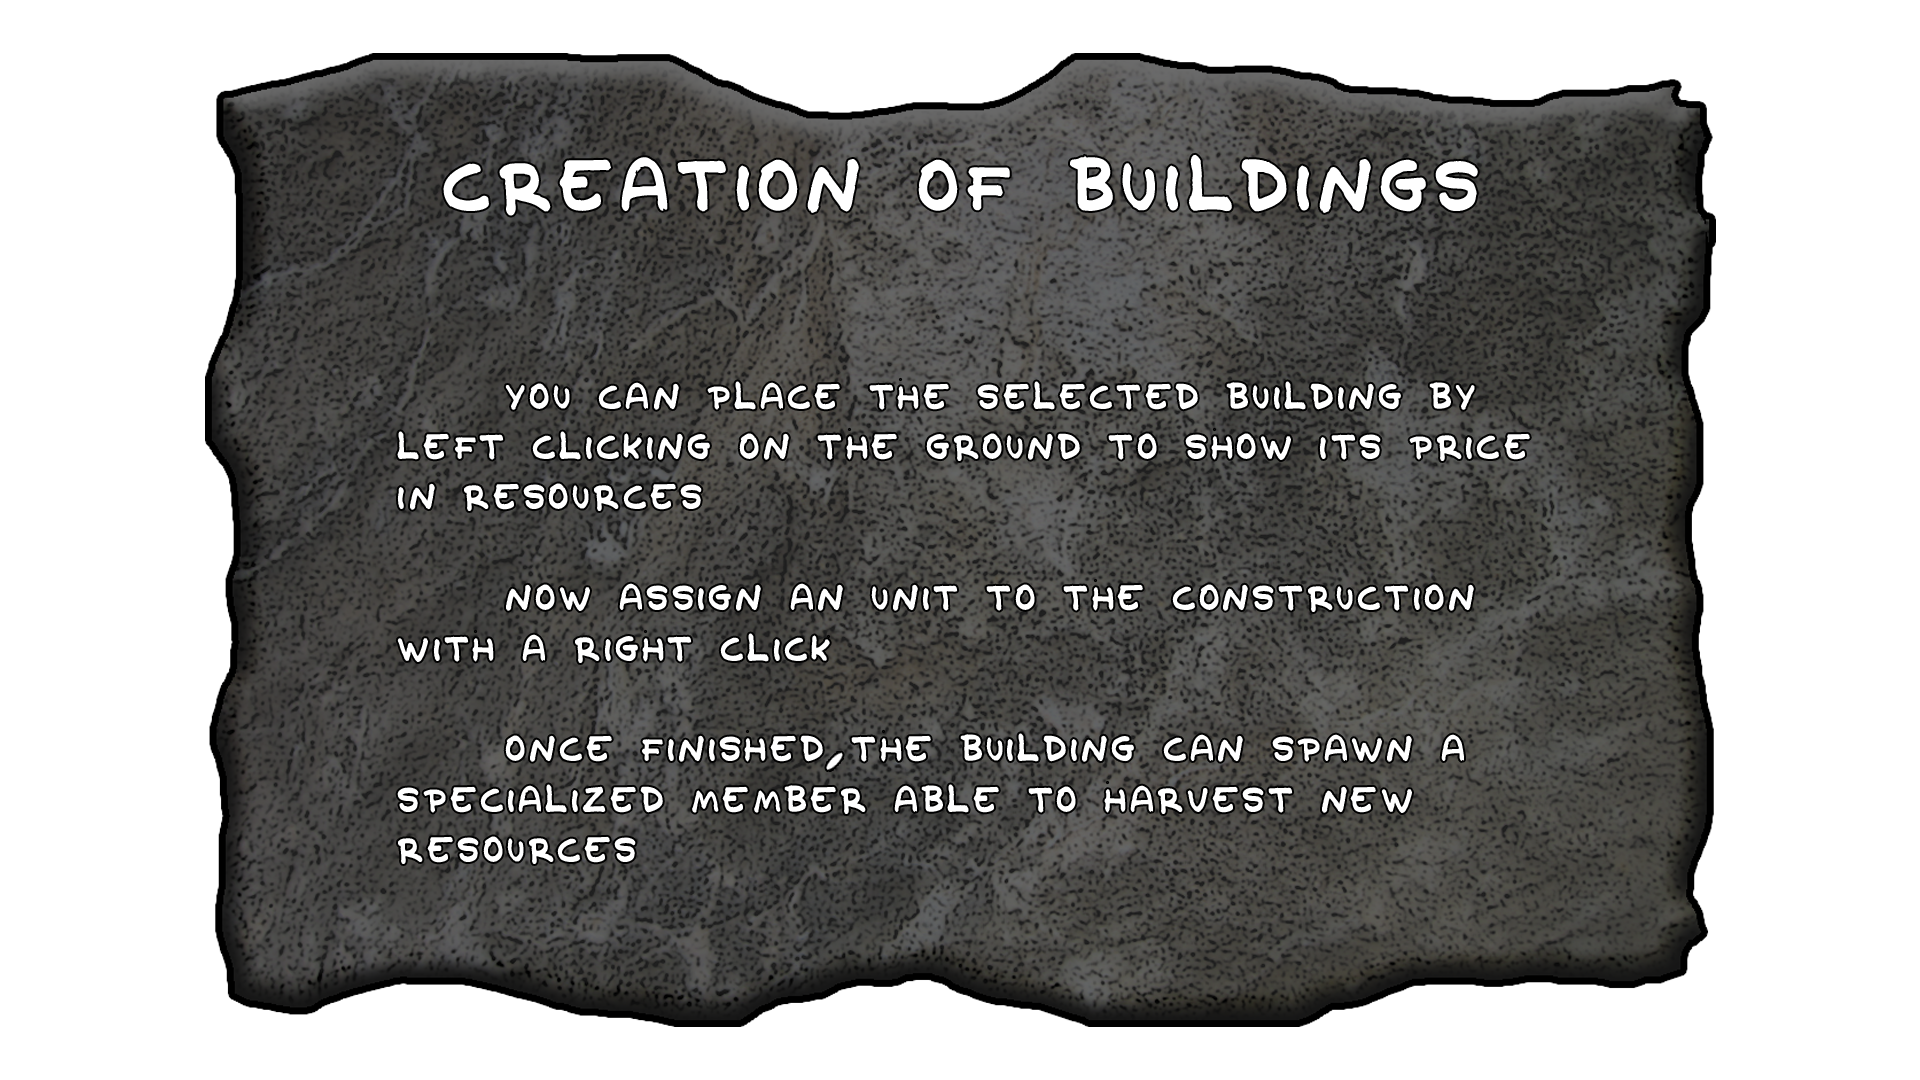 CREATION OF BUILDINGS
YOU CAN PLACE THE SELECTED BUILDING BY
LEFT CLICKING ON THE GROUND TO SHOW ITS PRICE
IN RESOURCES
NOW ASSIGN AN UNIT TO THE CONSTRUCTION
WITH A RIGHT CLICK
ONCE FINISHED,THE BUILDING CAN SPAWN A
SPECIALIZED MEMBER ABLE TO HARVEST NEW
RESOURCES